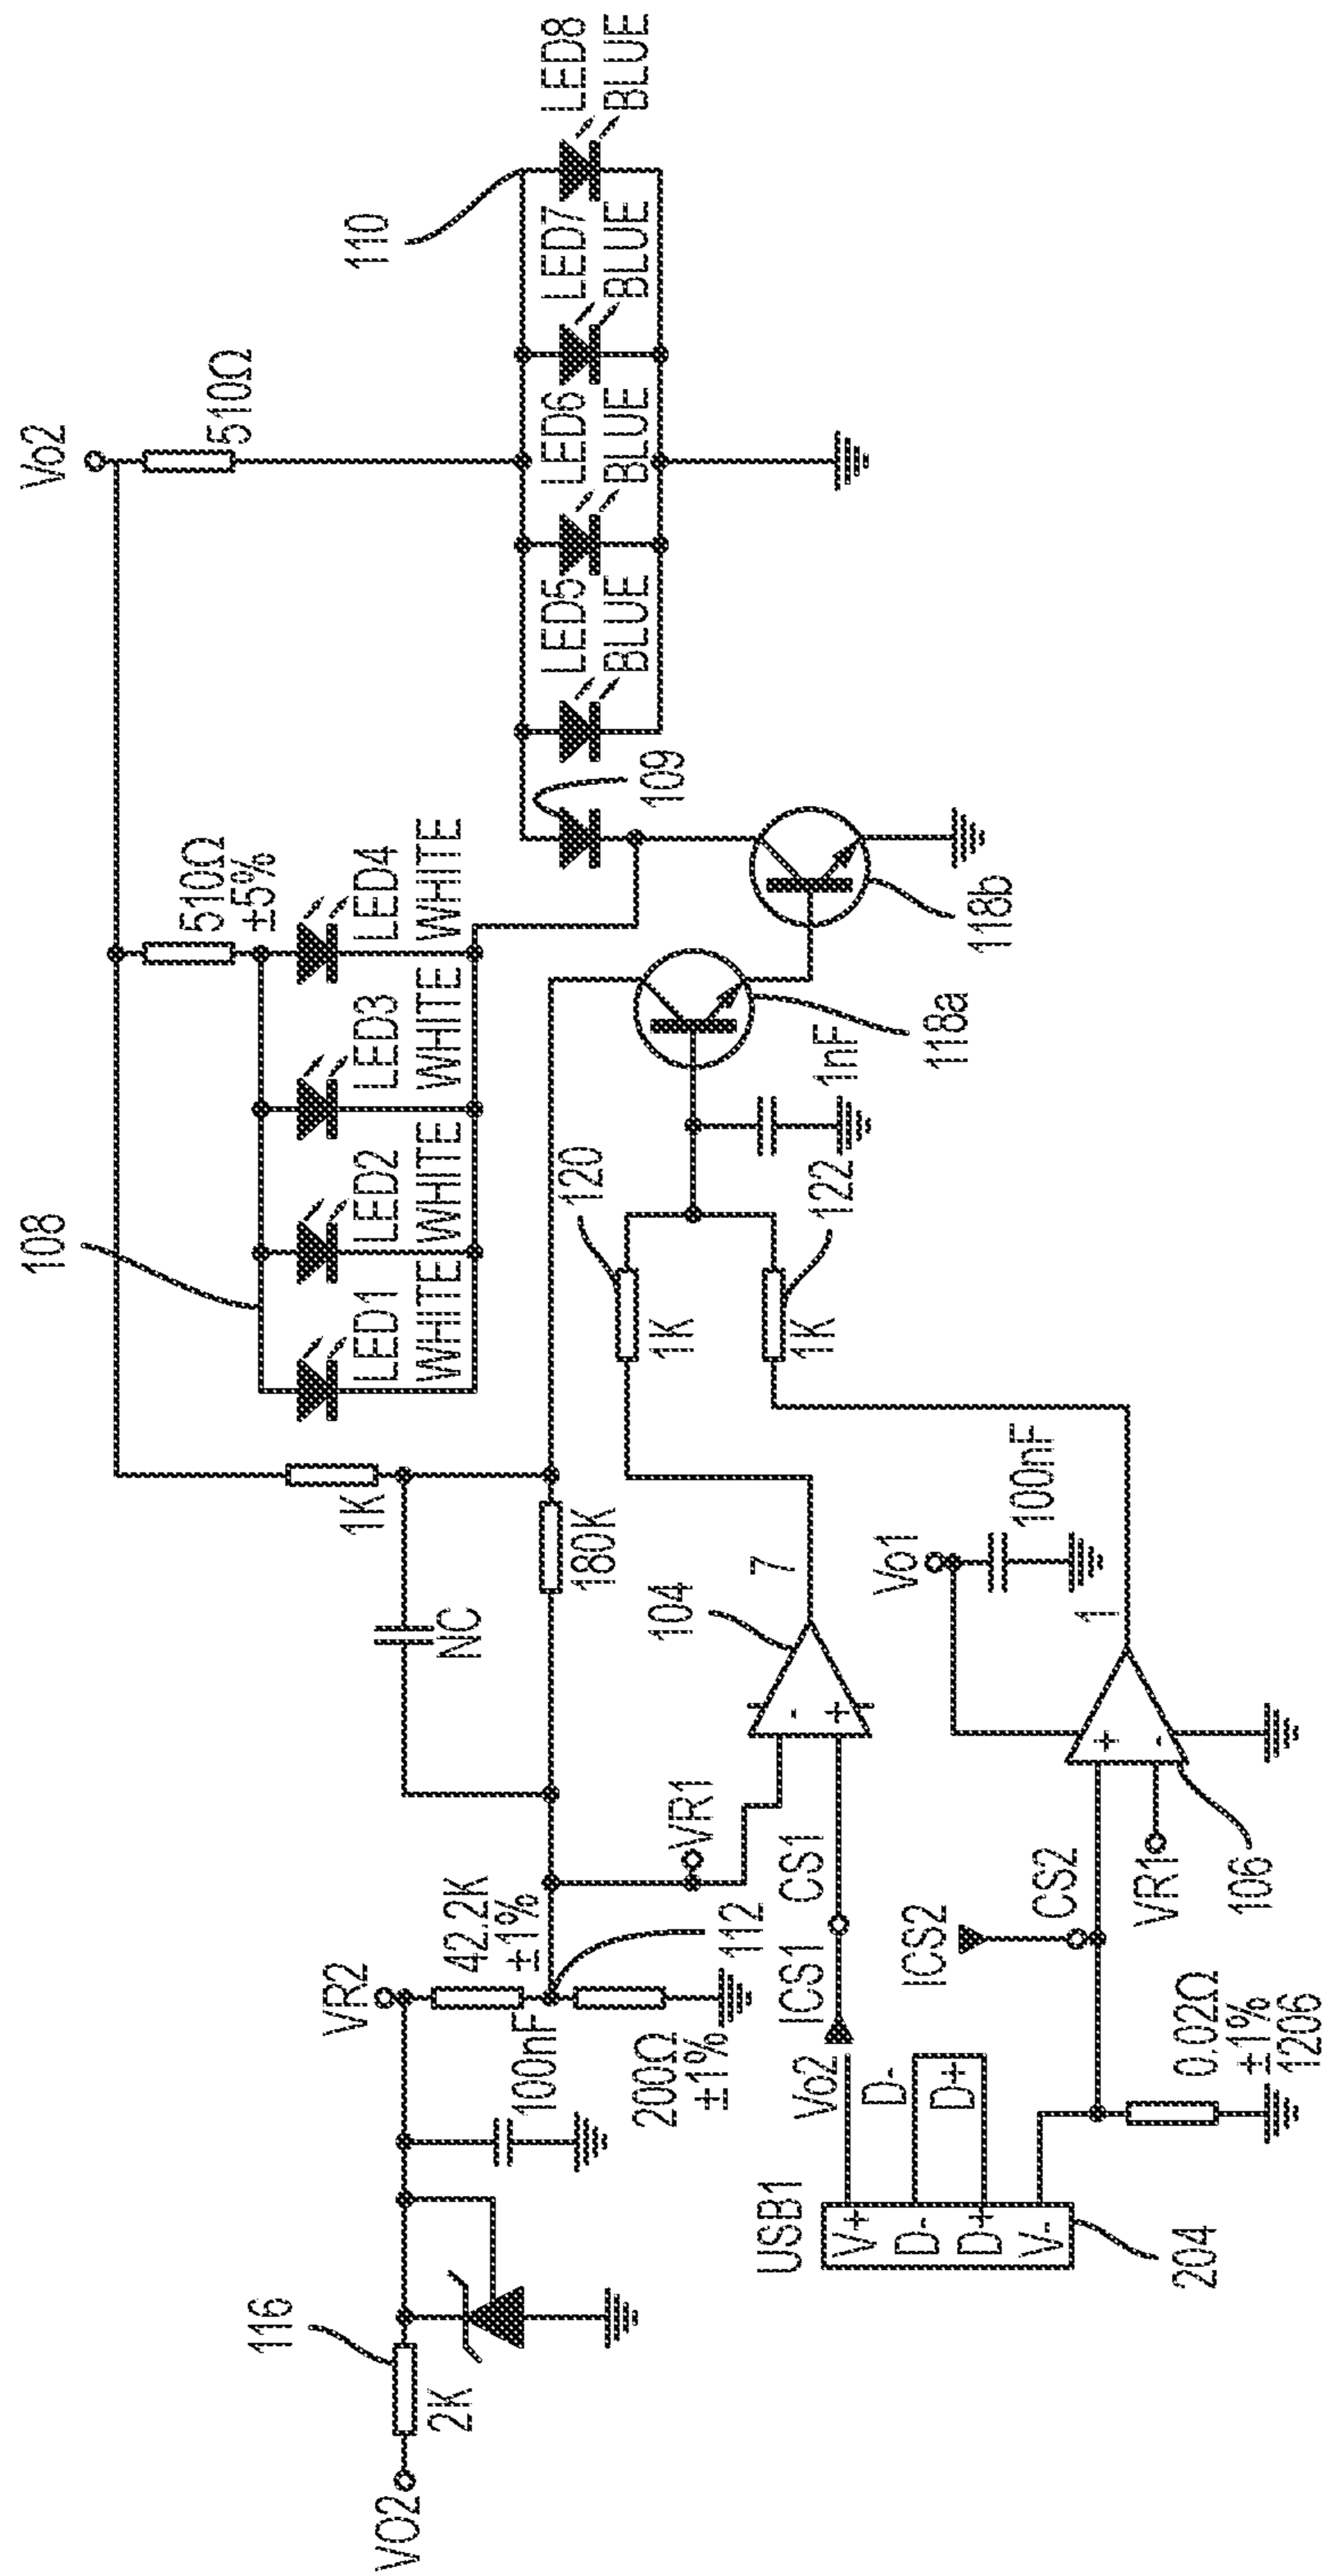 VO2
2K
116
VR2
100nF
42.2K
±1%
200Ω
±1%
112
VR1
NC
180K
1K
108
LED1
WHITE
LED2
WHITE
LED3
WHITE
LED4
WHITE
510Ω
±5%
Vo2
510Ω
110
109
LED5
BLUE
LED6
BLUE
LED7
BLUE
LED8
BLUE
USB1
V+
D-
D+
V-
204
Vo2
D-
D+
ICS1
CS1
-
+
104
7
1K
120
1K
122
1nF
118a
118b
0.02Ω
±1%
1206
ICS2
CS2
VR1
+
-
106
1
Vo1
100nF